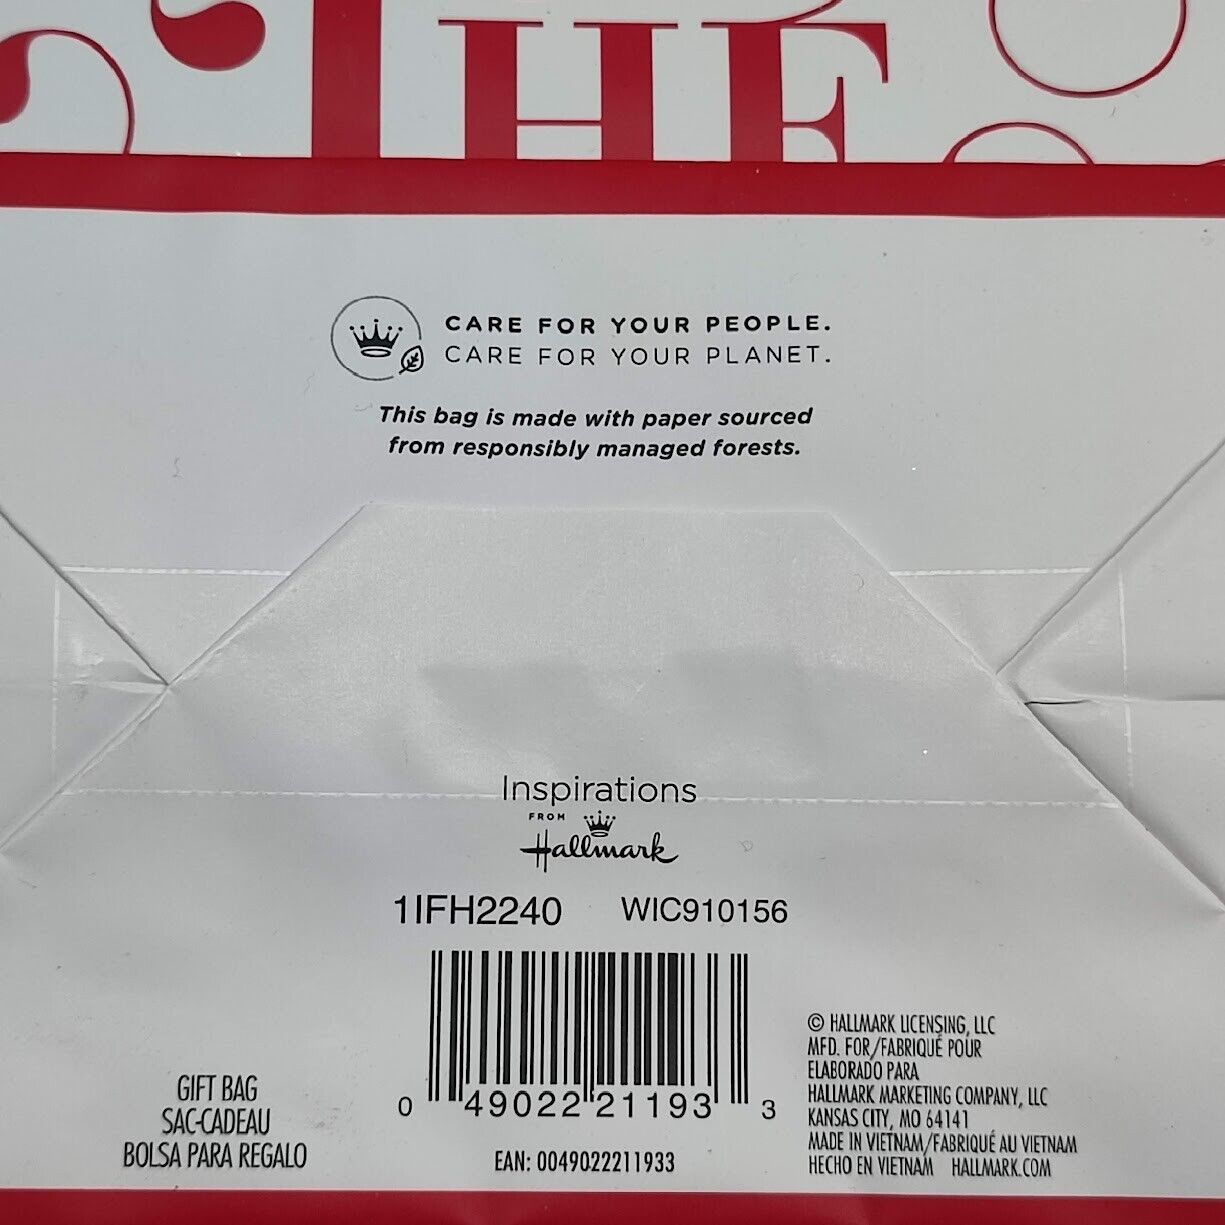 THE
CARE FOR YOUR PEOPLE.
CARE FOR YOUR PLANET.
This bag is made with paper sourced
from responsibly managed forests.
Inspirations
FROM
Hallmark
1IFH2240 WIC910156
0 49022 21193 3
EAN: 0049022211933
GIFT BAG
SAC-CADEAU
BOLSA PARA REGALO
© HALLMARK LICENSING, LLC
MFD. FOR/FABRIQUÉ POUR
ELABORADO PARA
HALLMARK MARKETING COMPANY, LLC
KANSAS CITY, MO 64141
MADE IN VIETNAM/FABRIQUÉ AU VIETNAM
HECHO EN VIETNAM HALLMARK.COM